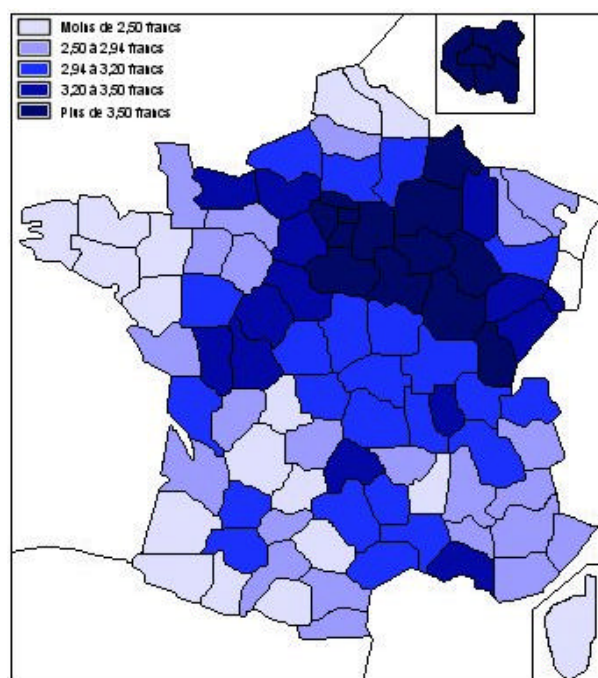 Moins de 2,50 francs
2,50 à 2,94 francs
2,94 à 3,20 francs
3,20 à 3,50 francs
Plus de 3,50 francs